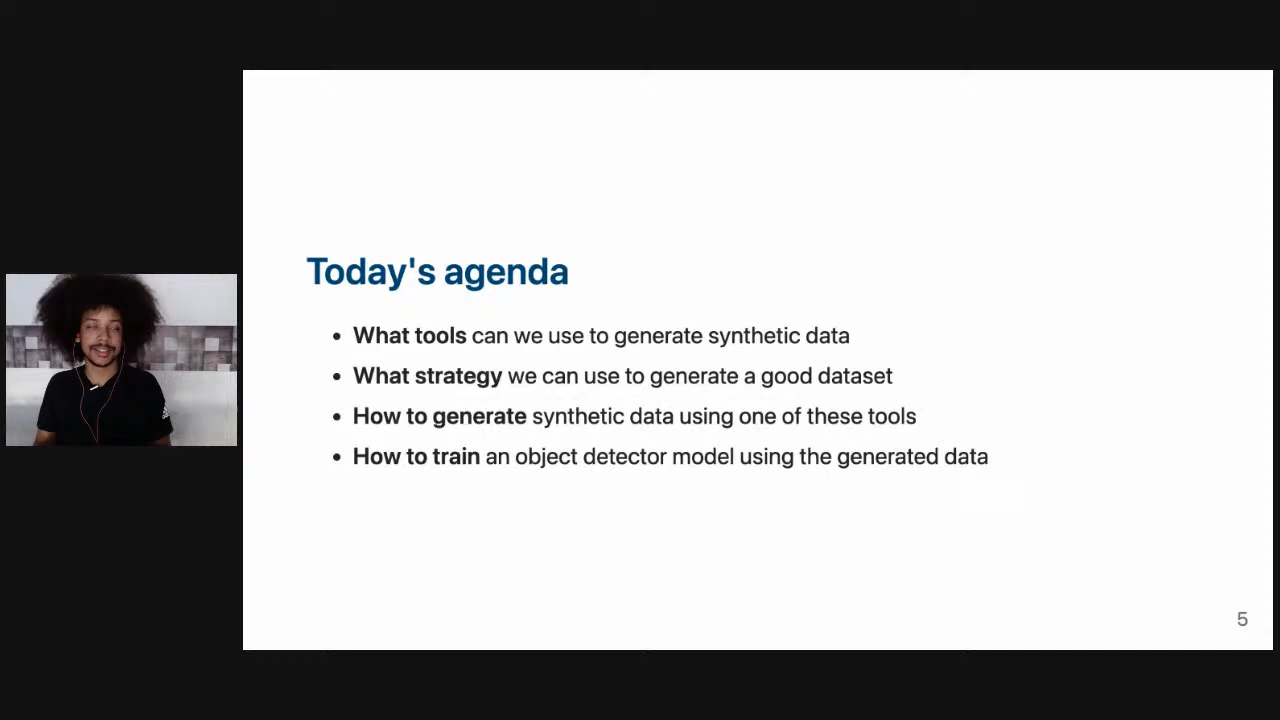 Today's agenda
• What tools can we use to generate synthetic data
• What strategy we can use to generate a good dataset
• How to generate synthetic data using one of these tools
• How to train an object detector model using the generated data
5